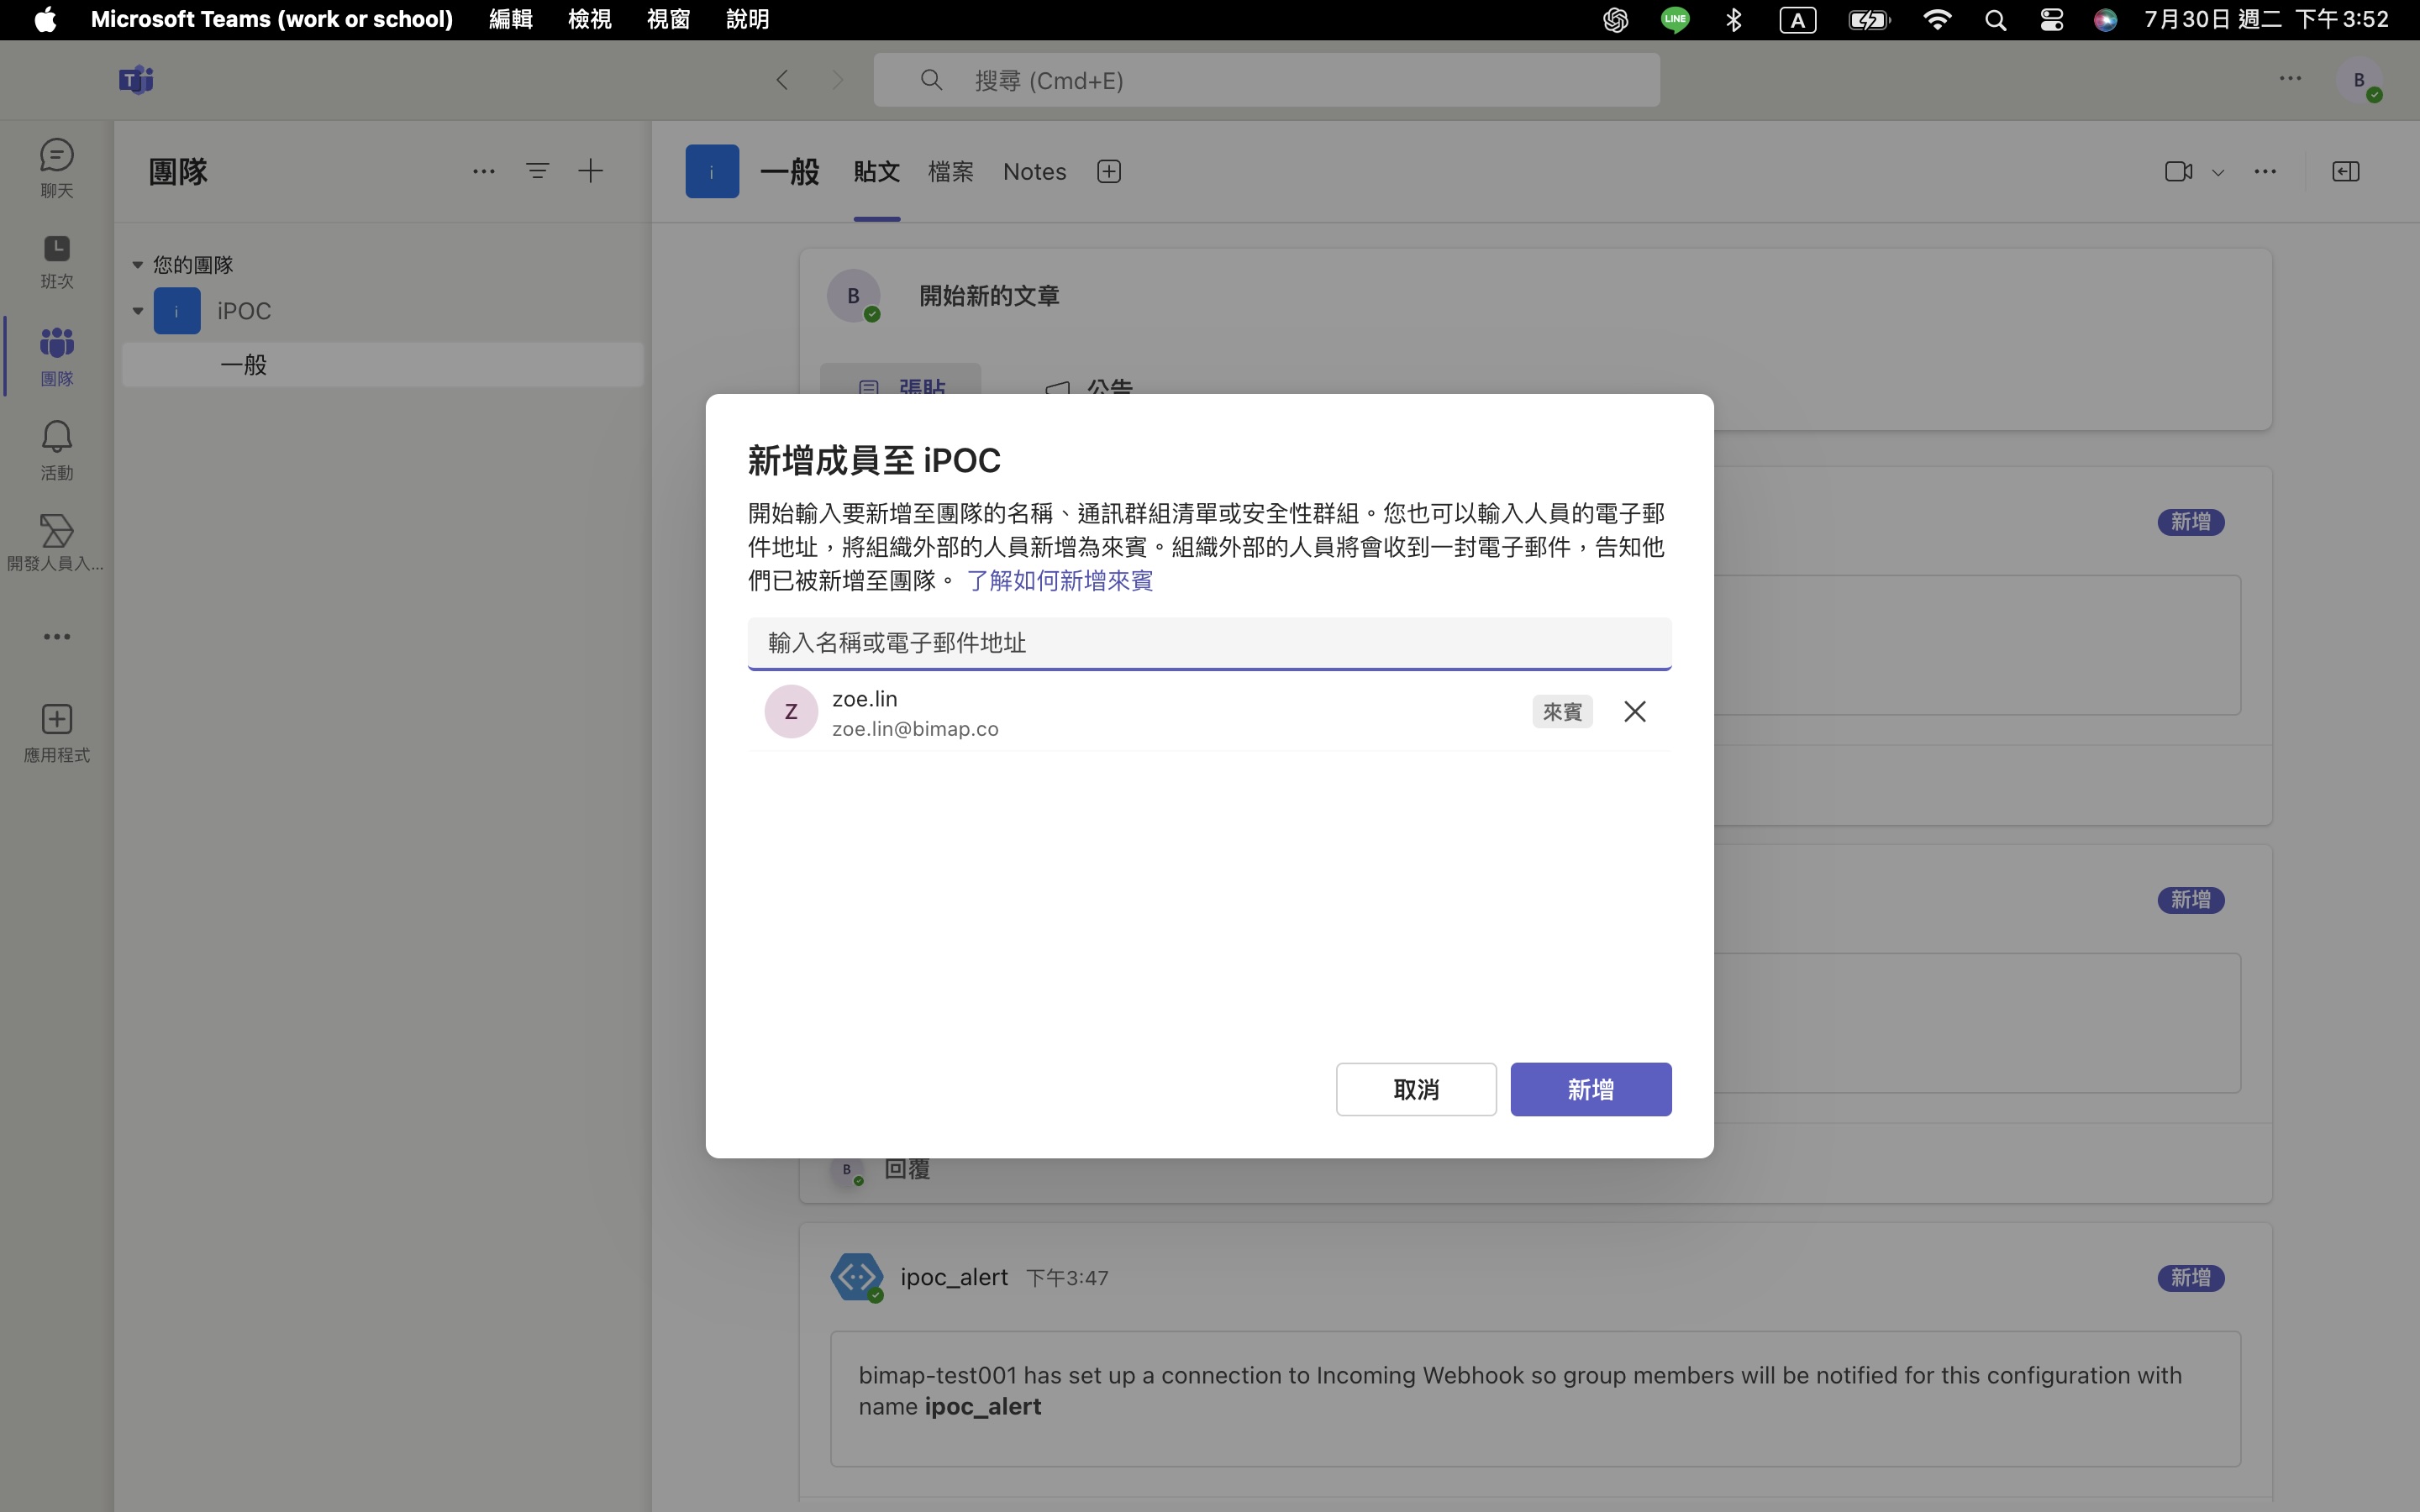 Microsoft Teams (work or school) 編輯 檢視 視窗 說明
LINE A 7月30日 週二 下午3:52
搜尋 (Cmd+E)
B
聊天
班次
團隊
活動
開發人員入...
應用程式
團隊
您的團隊
i iPOC
一般
i 一般 貼文 檔案 Notes
B 開始新的文章
張貼 公告
新增
新增
新增成員至 iPOC
開始輸入要新增至團隊的名稱、通訊群組清單或安全性群組。您也可以輸入人員的電子郵
件地址，將組織外部的人員新增為來賓。組織外部的人員將會收到一封電子郵件，告知他
們已被新增至團隊。 了解如何新增來賓
輸入名稱或電子郵件地址
Z zoe.lin
zoe.lin@bimap.co
來賓
取消 新增
B 回覆
ipoc_alert 下午3:47 新增
bimap-test001 has set up a connection to Incoming Webhook so group members will be notified for this configuration with
name ipoc_alert